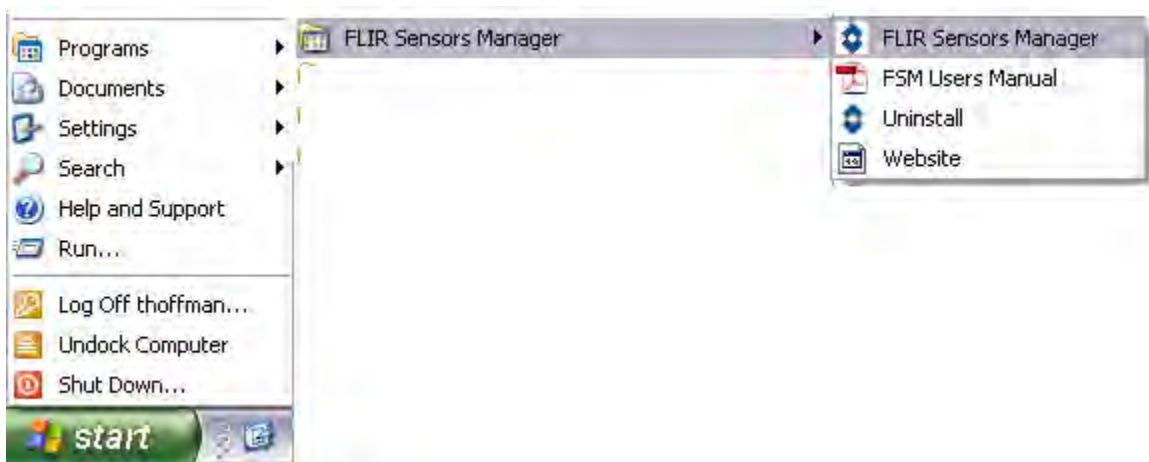 Programs
Documents
Settings
Search
Help and Support
Run...
Log Off thoffman...
Undock Computer
Shut Down...
start
FLIR Sensors Manager
FLIR Sensors Manager
FSM Users Manual
Uninstall
Website